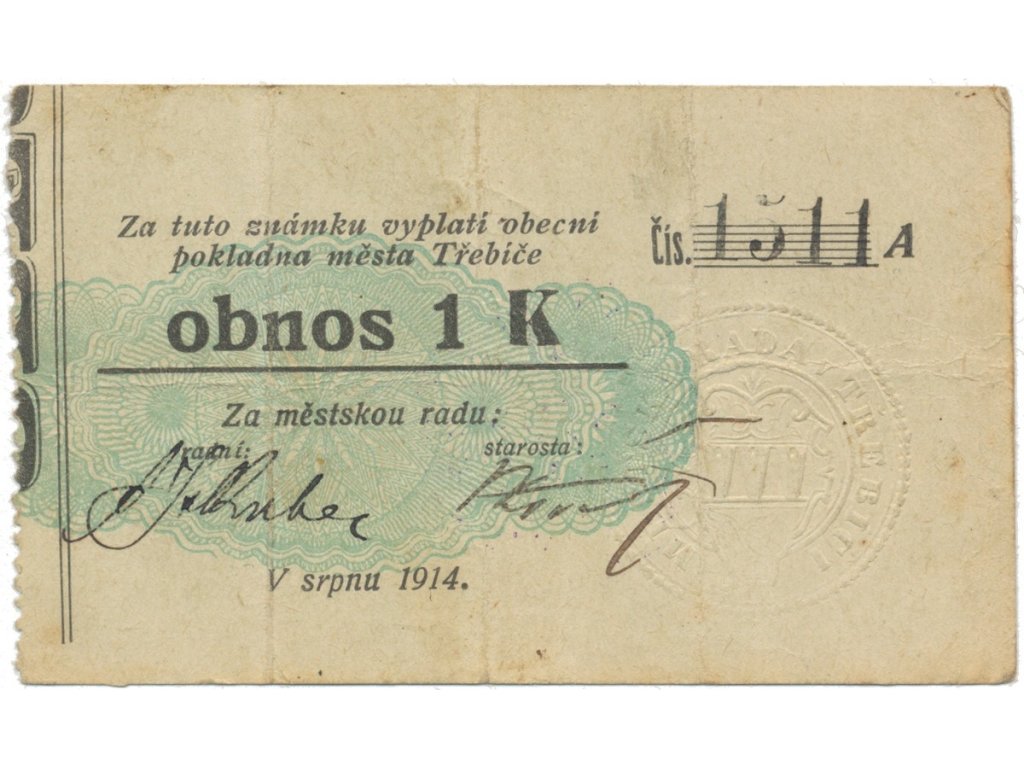 Za tuto známku vyplatí obecní
pokladna města Třebíče
Čís. 1511 A
obnos 1 K
Za městskou radu:
radní: starosta:
V srpnu 1914.